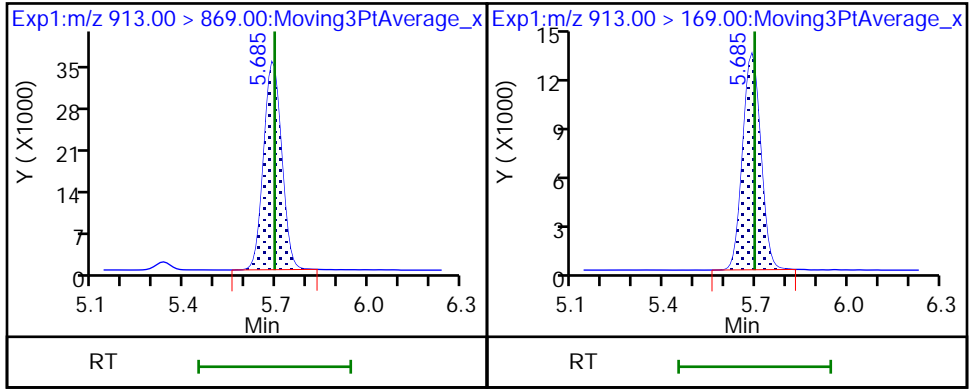 Exp1:m/z 913.00 > 869.00:Moving3PtAverage_x
5.685
Y ( X1000)
35
28
21
14
7
0
5.1 5.4 5.7 6.0 6.3
Min
RT
Exp1:m/z 913.00 > 169.00:Moving3PtAverage_x
5.685
Y ( X1000)
15
12
9
6
3
0
5.1 5.4 5.7 6.0 6.3
Min
RT